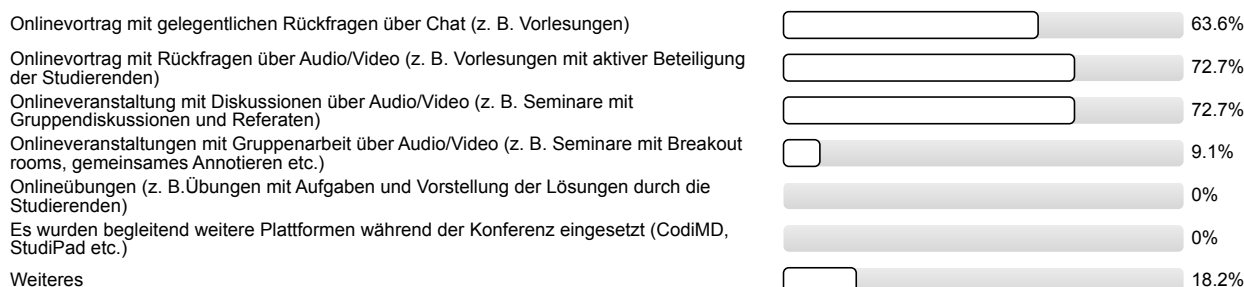 Onlinevortrag mit gelegentlichen Rückfragen über Chat (z. B. Vorlesungen) 63.6%
Onlinevortrag mit Rückfragen über Audio/Video (z. B. Vorlesungen mit aktiver Beteiligung
der Studierenden) 72.7%
Onlineveranstaltung mit Diskussionen über Audio/Video (z. B. Seminare mit
Gruppendiskussionen und Referaten) 72.7%
Onlineveranstaltungen mit Gruppenarbeit über Audio/Video (z. B. Seminare mit Breakout
rooms, gemeinsames Annotieren etc.) 9.1%
Onlineübungen (z. B.Übungen mit Aufgaben und Vorstellung der Lösungen durch die
Studierenden) 0%
Es wurden begleitend weitere Plattformen während der Konferenz eingesetzt (CodiMD,
StudiPad etc.) 0%
Weiteres 18.2%